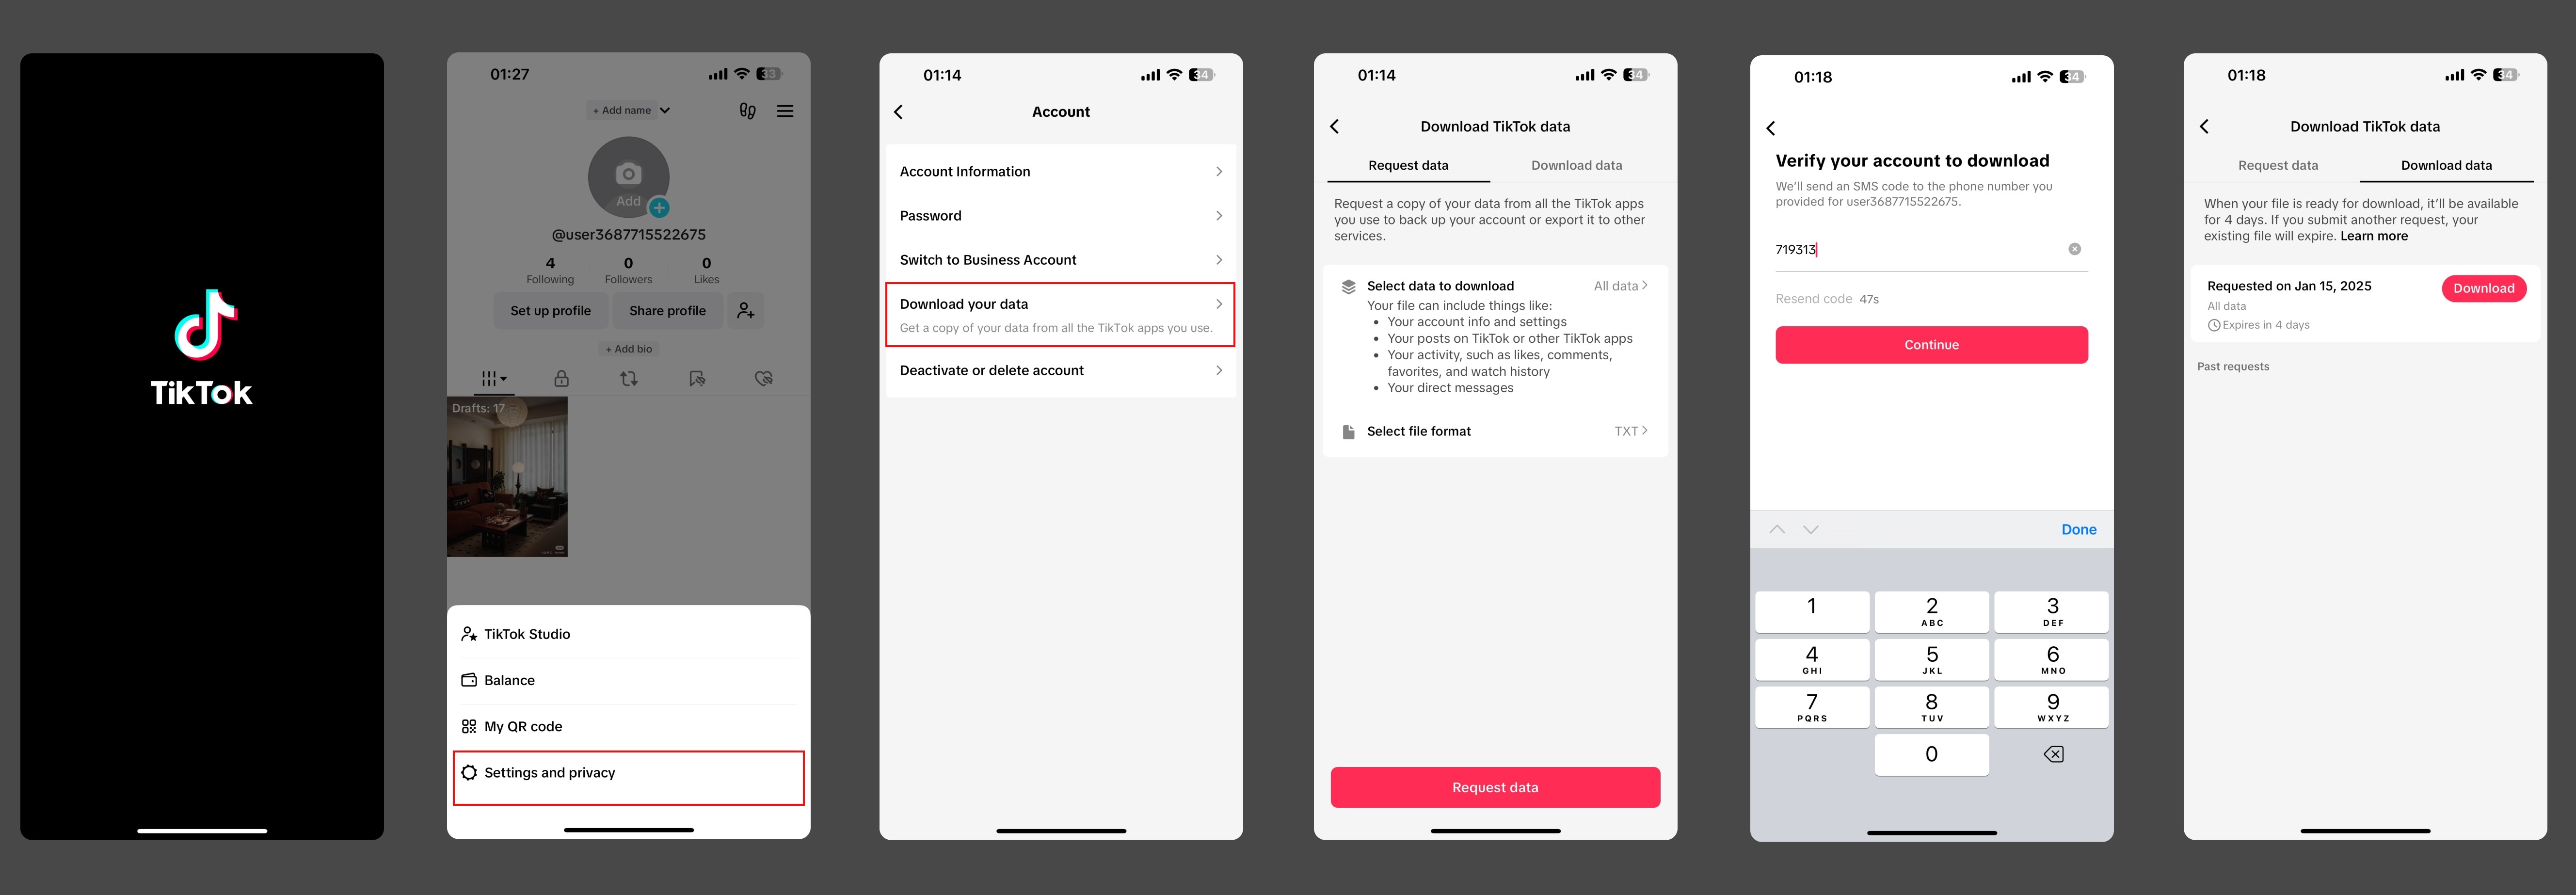 TikTok
01:27
33
+ Add name
Add
@user3687715522675
4
0
0
Following
Followers
Likes
Set up profile
Share profile
+ Add bio
Drafts: 17
TikTok Studio
Balance
My QR code
Settings and privacy
01:14
34
Account
Account Information
Password
Switch to Business Account
Download your data
Get a copy of your data from all the TikTok apps you use.
Deactivate or delete account
01:14
34
Download TikTok data
Request data
Download data
Request a copy of your data from all the TikTok apps
you use to back up your account or export it to other
services.
Select data to download
All data
Your file can include things like:
• Your account info and settings
• Your posts on TikTok or other TikTok apps
• Your activity, such as likes, comments,
favorites, and watch history
• Your direct messages
Select file format
TXT
Request data
01:18
34
Verify your account to download
We'll send an SMS code to the phone number you
provided for user3687715522675.
719313
Resend code 47s
Continue
Done
1
2
ABC
3
DEF
4
GHI
5
JKL
6
MNO
7
PQRS
8
TUV
9
WXYZ
0
01:18
34
Download TikTok data
Request data
Download data
When your file is ready for download, it'll be available
for 4 days. If you submit another request, your
existing file will expire. Learn more
Requested on Jan 15, 2025
Download
All data
Expires in 4 days
Past requests